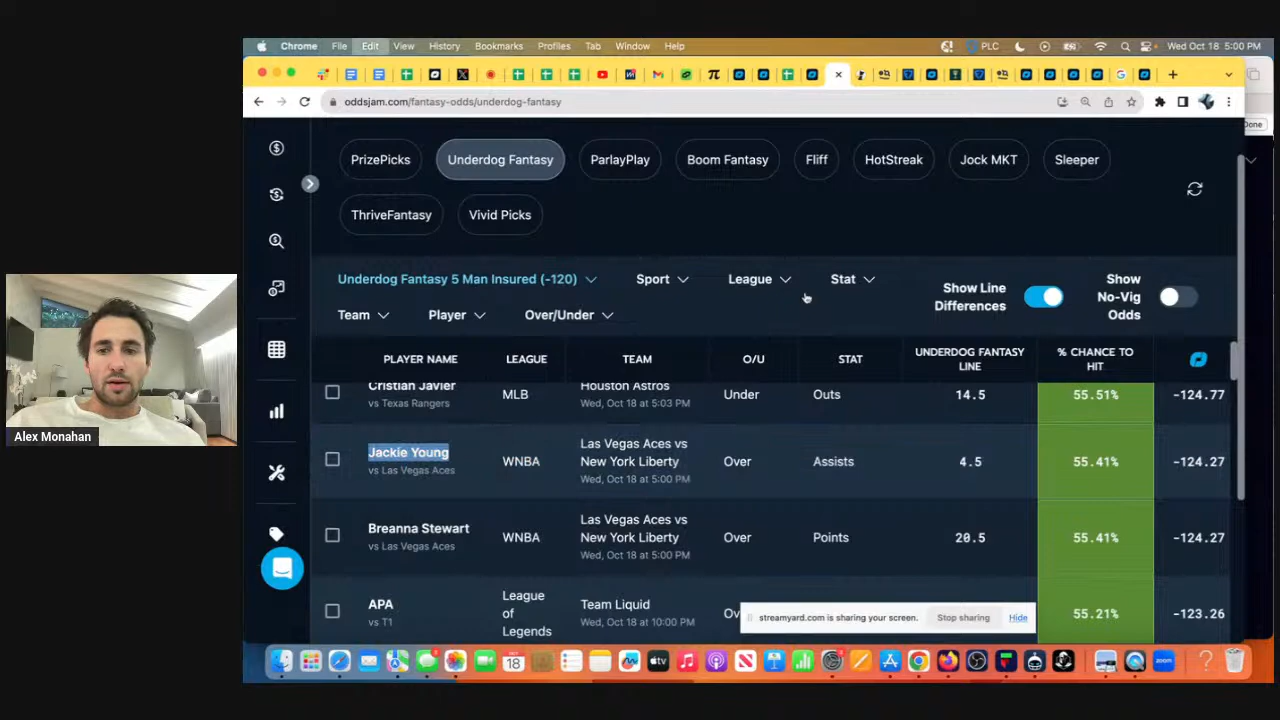 Chrome File Edit View History Bookmarks Profiles Tab Window Help PLC Wed Oct 18 5:00 PM
oddsjam.com/fantasy-odds/underdog-fantasy
Done
PrizePicks Underdog Fantasy ParlayPlay Boom Fantasy Fliff HotStreak Jock MKT Sleeper
ThriveFantasy Vivid Picks
Underdog Fantasy 5 Man Insured (-120) Sport League Stat
Team Player Over/Under
Show Line
Differences
Show
No-Vig
Odds
PLAYER NAME LEAGUE TEAM O/U STAT UNDERDOG FANTASY
LINE
% CHANCE TO
HIT
Cristian Javier
vs Texas Rangers
MLB
Houston Astros
Wed, Oct 18 at 5:03 PM
Under Outs 14.5 55.51% -124.77
Jackie Young
vs Las Vegas Aces
WNBA
Las Vegas Aces vs
New York Liberty
Wed, Oct 18 at 5:00 PM
Over Assists 4.5 55.41% -124.27
Breanna Stewart
vs Las Vegas Aces
WNBA
Las Vegas Aces vs
New York Liberty
Wed, Oct 18 at 5:00 PM
Over Points 20.5 55.41% -124.27
APA
vs T1
League
of
Legends
Team Liquid
Wed, Oct 18 at 10:00 PM
55.21% -123.26
streamyard.com is sharing your screen. Stop sharing Hide
Alex Monahan
OCT
18
tv
zoom